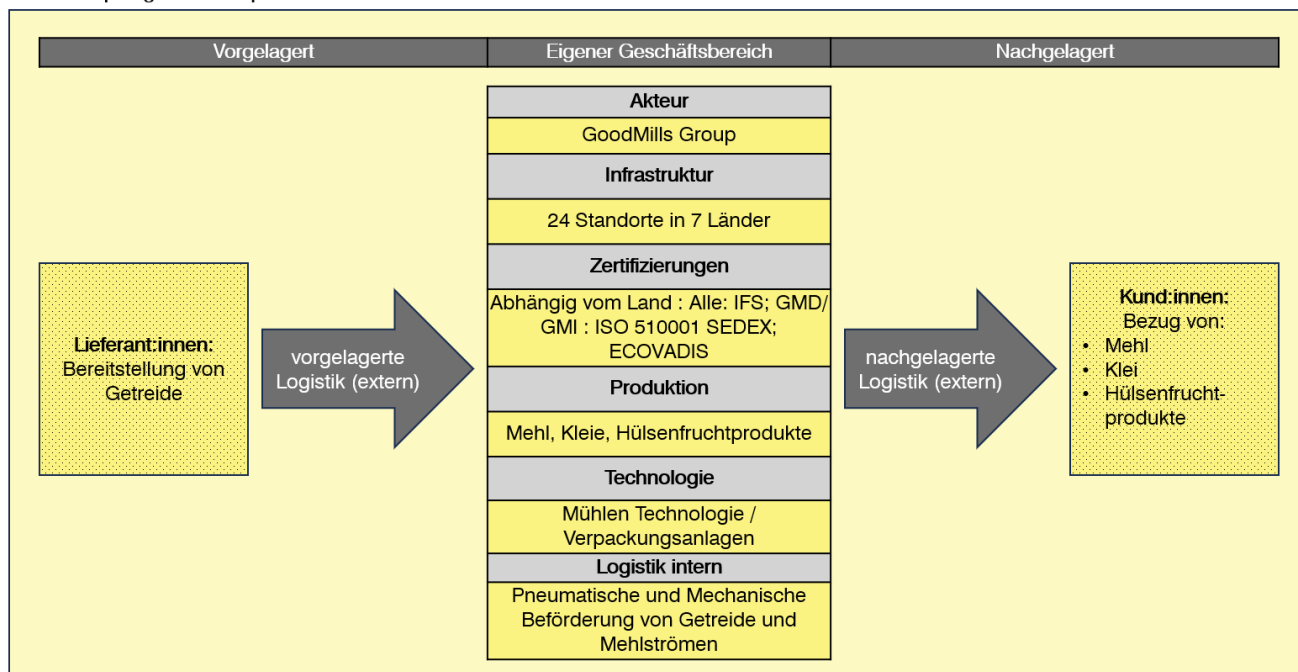 Vorgelagert
Eigener Geschäftsbereich
Nachgelagert
Lieferant:innen:
Bereitstellung von
Getreide
vorgelagerte
Logistik (extern)
Akteur
GoodMills Group
Infrastruktur
24 Standorte in 7 Länder
Zertifizierungen
Abhängig vom Land : Alle: IFS; GMD/
GMI : ISO 510001 SEDEX;
ECOVADIS
Produktion
Mehl, Kleie, Hülsenfruchtprodukte
Technologie
Mühlen Technologie /
Verpackungsanlagen
Logistik intern
Pneumatische und Mechanische
Beförderung von Getreide und
Mehlströmen
nachgelagerte
Logistik (extern)
Kund:innen:
Bezug von:
• Mehl
• Klei
• Hülsenfrucht-
produkte